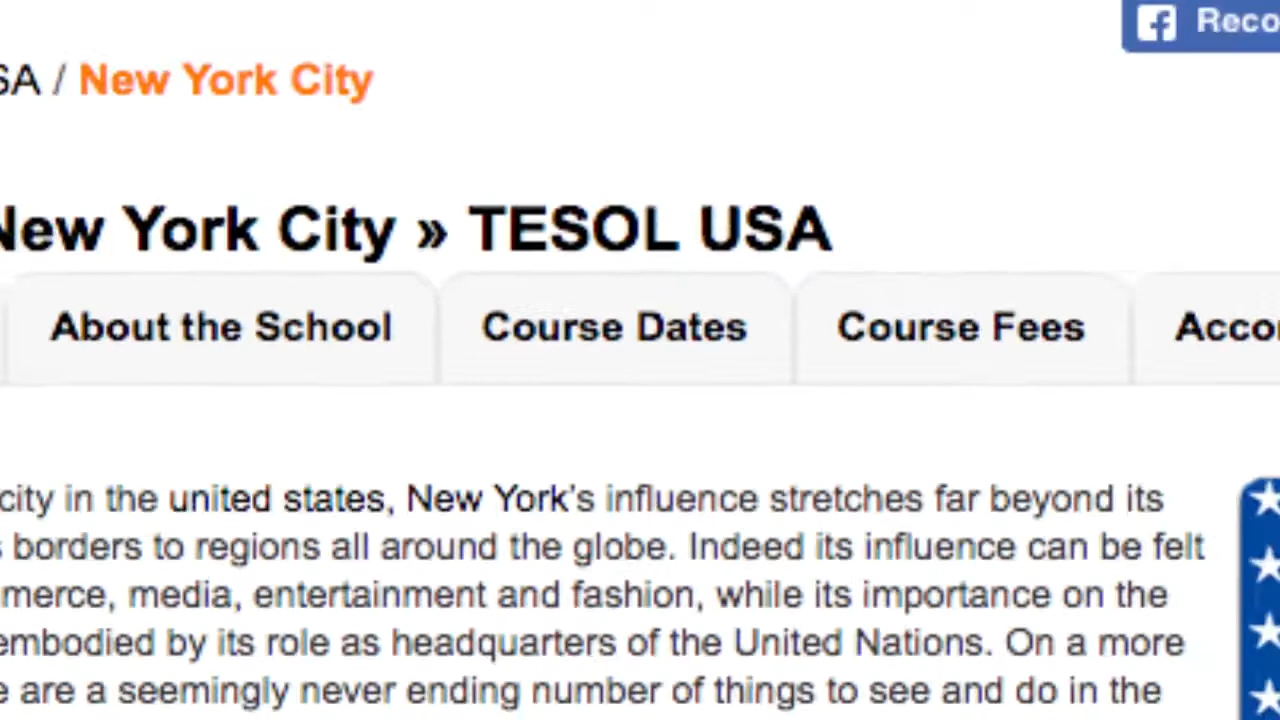 Reco
SA / New York City
New York City » TESOL USA
About the School
Course Dates
Course Fees
Acco
city in the united states, New York's influence stretches far beyond its
s borders to regions all around the globe. Indeed its influence can be felt
merce, media, entertainment and fashion, while its importance on the
embodied by its role as headquarters of the United Nations. On a more
e are a seemingly never ending number of things to see and do in the